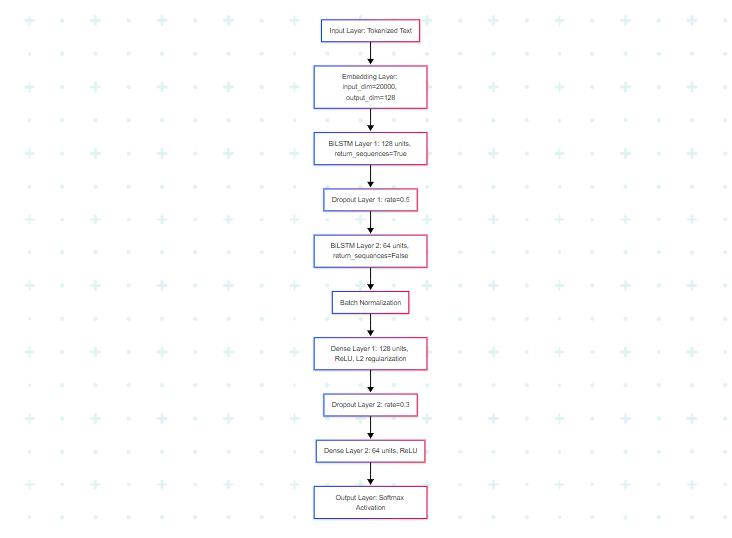 Input Layer: Tokenized Text
Embedding Layer:
input_dim=20000,
output_dim=128
BiLSTM Layer 1: 128 units,
return_sequences=True
Dropout Layer 1: rate=0.5
BiLSTM Layer 2: 64 units,
return_sequences=False
Batch Normalization
Dense Layer 1: 128 units,
ReLU, L2 regularization
Dropout Layer 2: rate=0.3
Dense Layer 2: 64 units, ReLU
Output Layer: Softmax
Activation